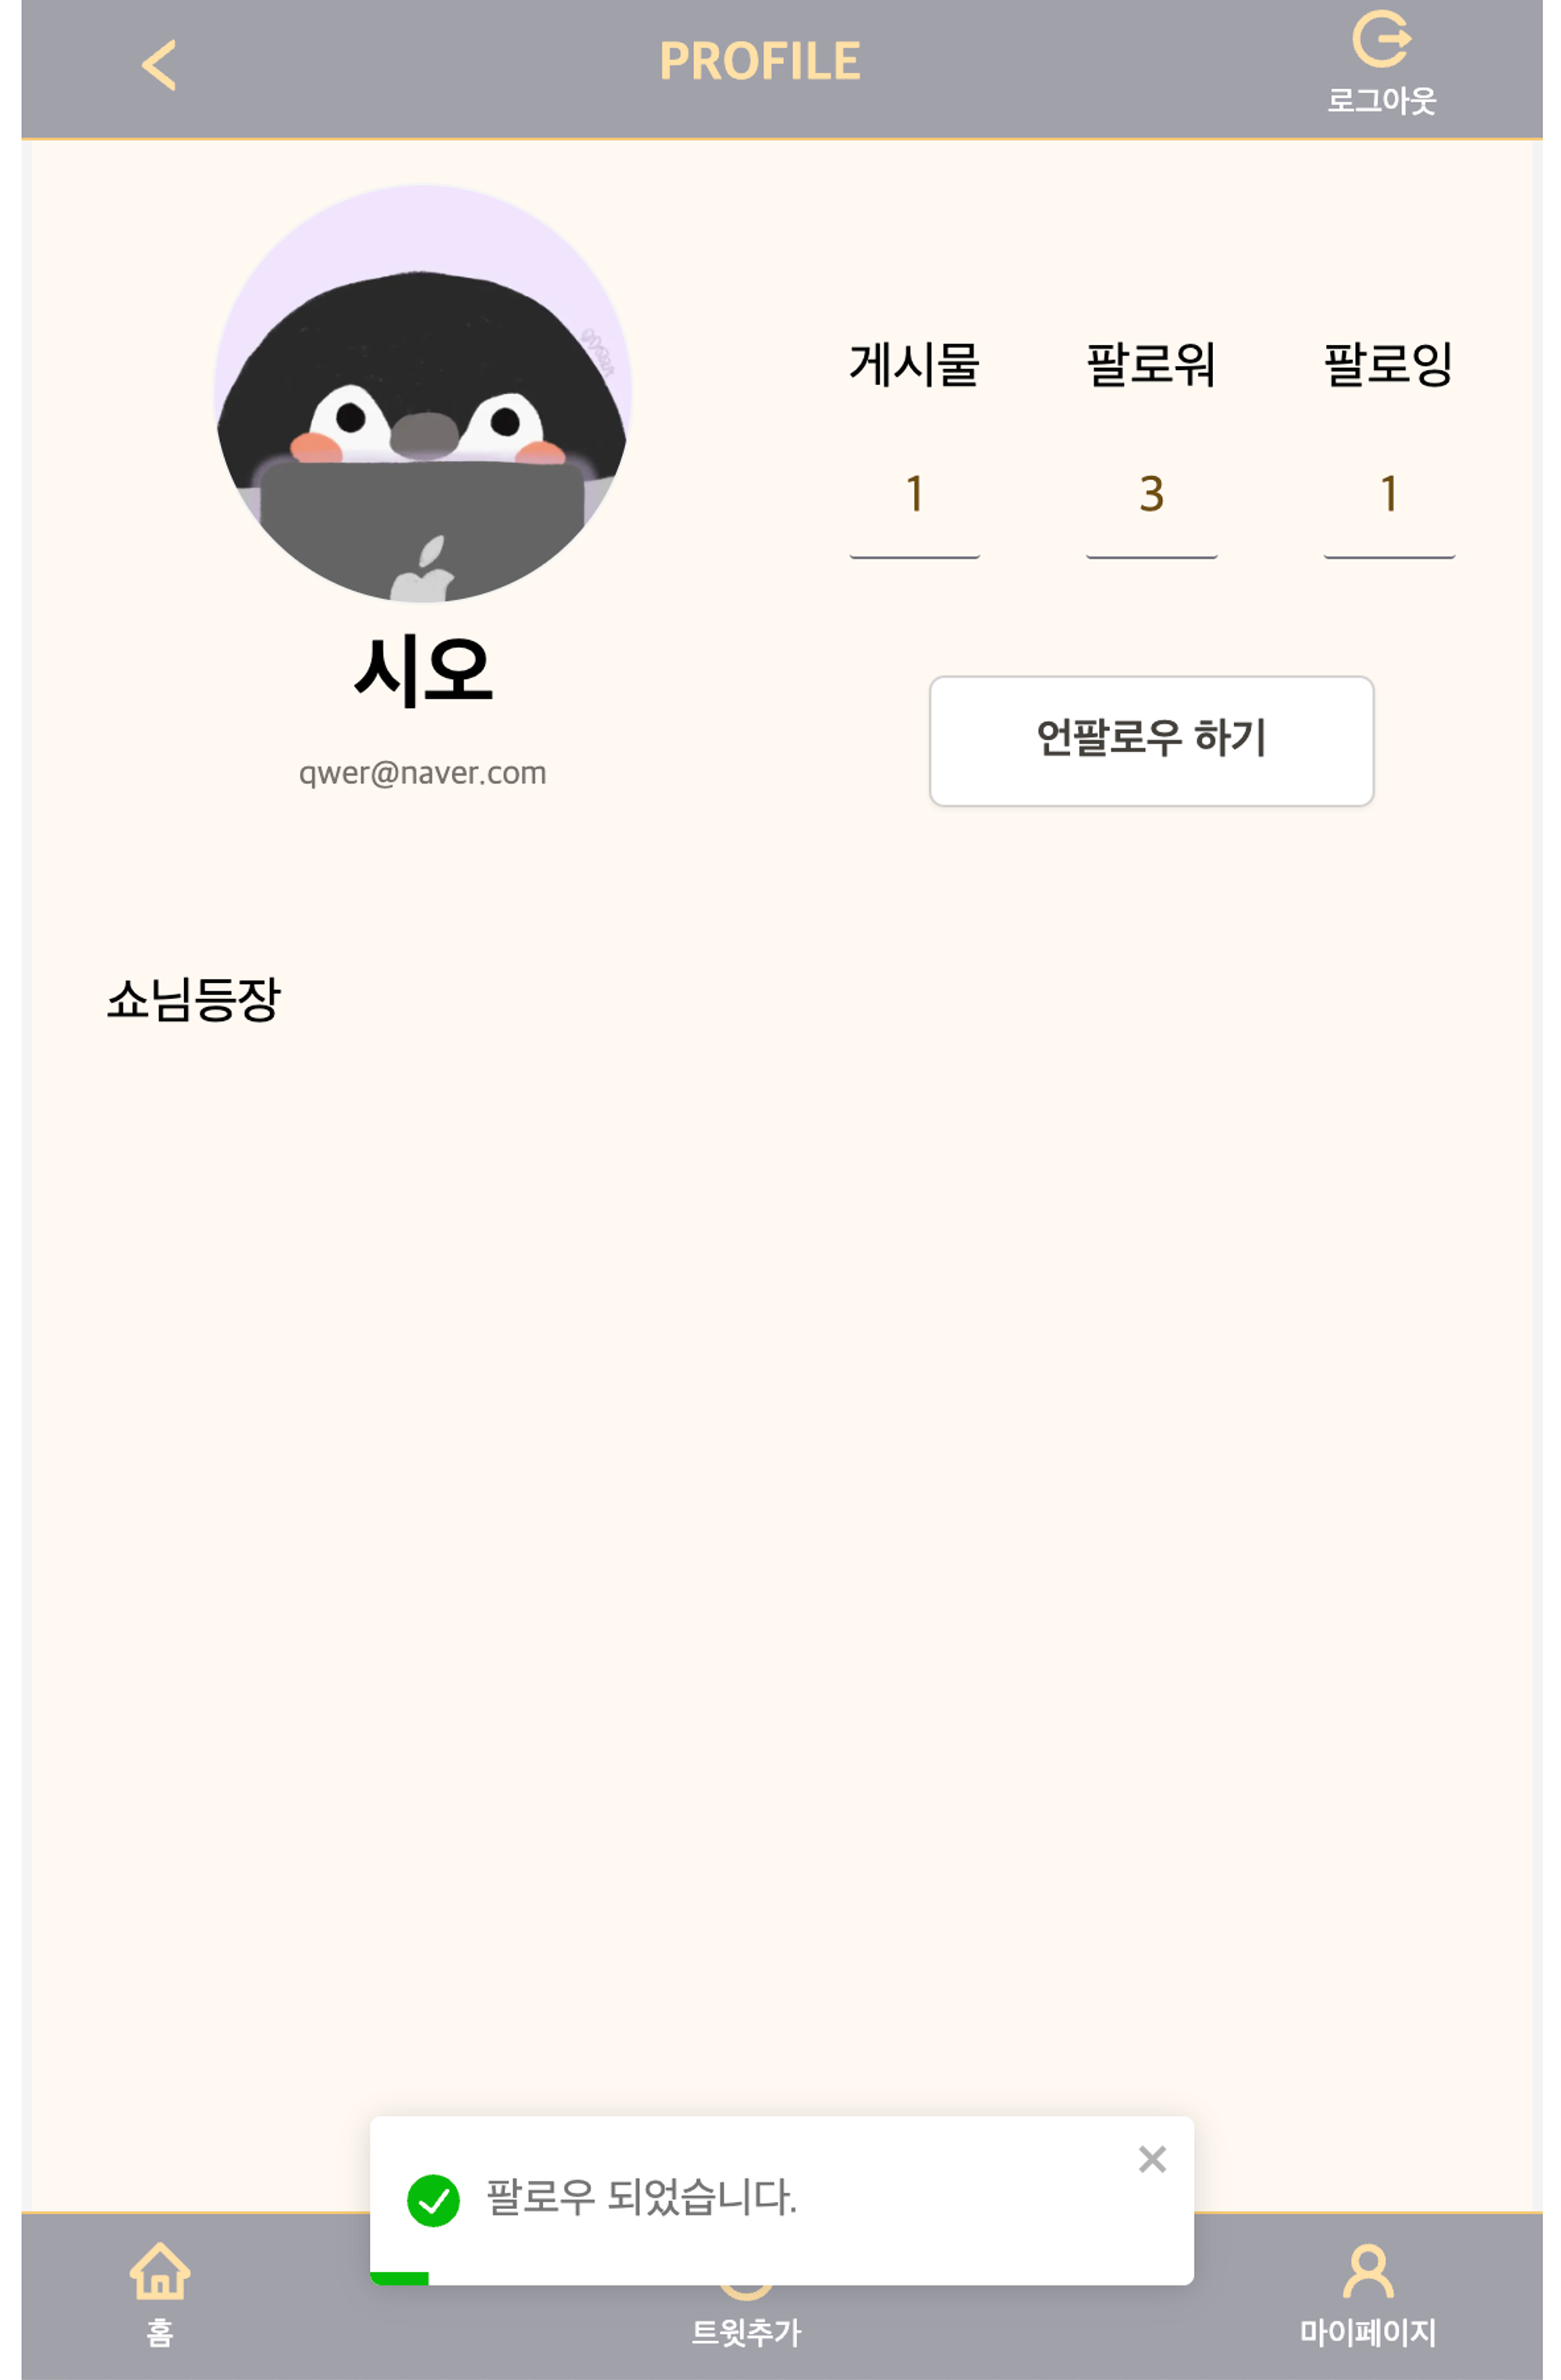 PROFILE
로그아웃
게시물 팔로워 팔로잉
1 3 1
시오
qwer@naver.com
언팔로우 하기
쇼님등장
팔로우 되었습니다.
홈 트윗추가 마이페이지